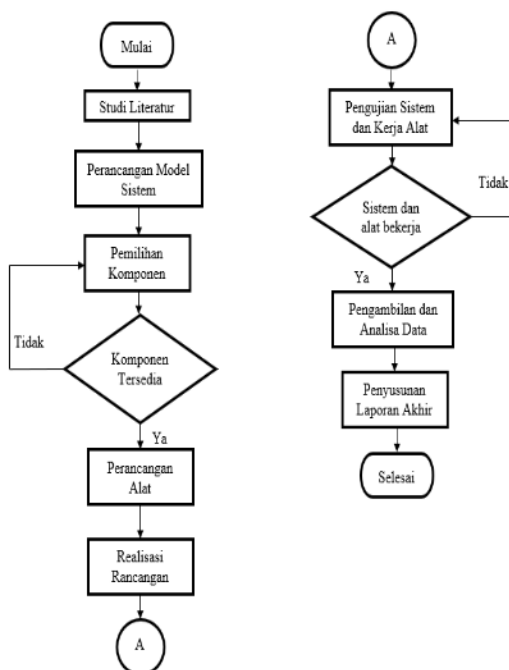 Mulai
Studi Literatur
Perancangan Model
Sistem
Pemilihan
Komponen
Tidak
Komponen
Tersedia
Ya
Perancangan
Alat
Realisasi
Rancangan
A
A
Pengujian Sistem
dan Kerja Alat
Tidak
Sistem dan
alat bekerja
Ya
Pengambilan dan
Analisa Data
Penyusunan
Laporan Akhir
Selesai